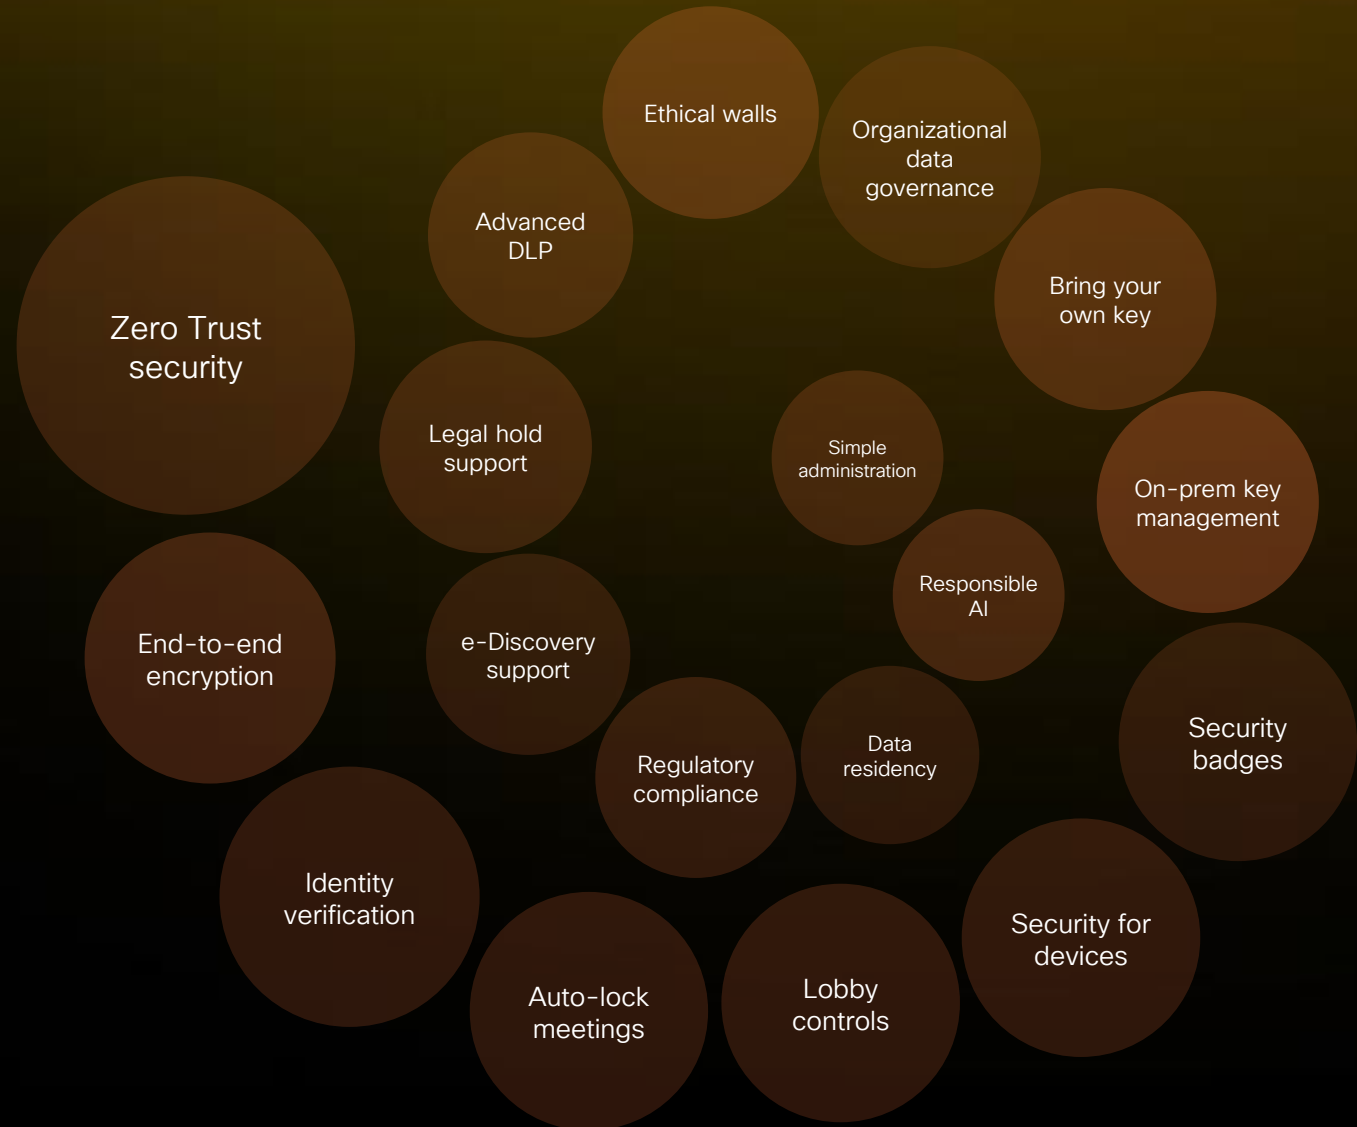 Ethical walls
Organizational
data
governance
Advanced
DLP
Bring your
own key
Zero Trust
security
Legal hold
support
Simple
administration
On-prem key
management
Responsible
AI
End-to-end
encryption
e-Discovery
support
Security
badges
Data
residency
Regulatory
compliance
Identity
verification
Security for
devices
Lobby
controls
Auto-lock
meetings